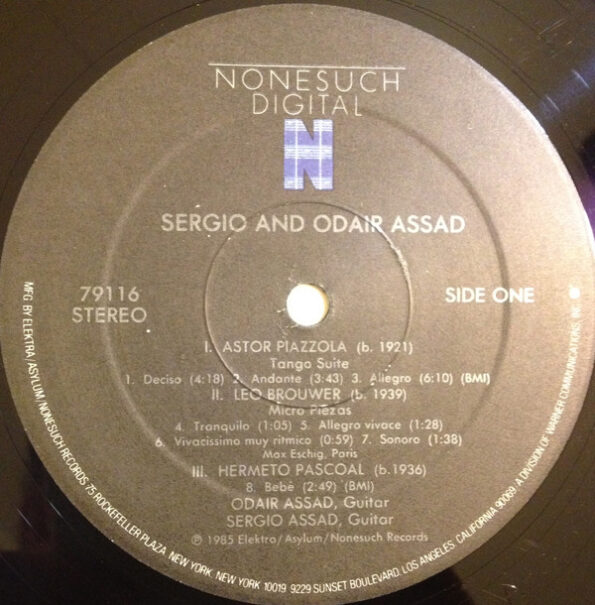 NONESUCH
DIGITAL
N
SERGIO AND ODAIR ASSAD
79116
STEREO
SIDE ONE
I. ASTOR PIAZZOLA (b. 1921)
Tango Suite
1. Deciso (4:18) 2. Andante (3:43) 3. Allegro (6:10) (BMI)
II. LEO BROUWER (b. 1939)
Micro Piezas
4. Tranquilo (1:05) 5. Allegro vivace (1:28)
6. Vivacissimo muy ritmico (0:59) 7. Sonoro (1:38)
Max Eschig, Paris
III. HERMETO PASCOAL (b.1936)
8. Bebê (2:49) (BMI)
ODAIR ASSAD, Guitar
SERGIO ASSAD, Guitar
℗ 1985 Elektra/Asylum/Nonesuch Records
MFG BY ELEKTRA/ASYLUM/NONESUCH RECORDS 75 ROCKEFELLER PLAZA, NEW YORK, NEW YORK 10019 9229 SUNSET BOULEVARD, LOS ANGELES, CALIFORNIA 90069 A DIVISION OF WARNER COMMUNICATIONS, INC.